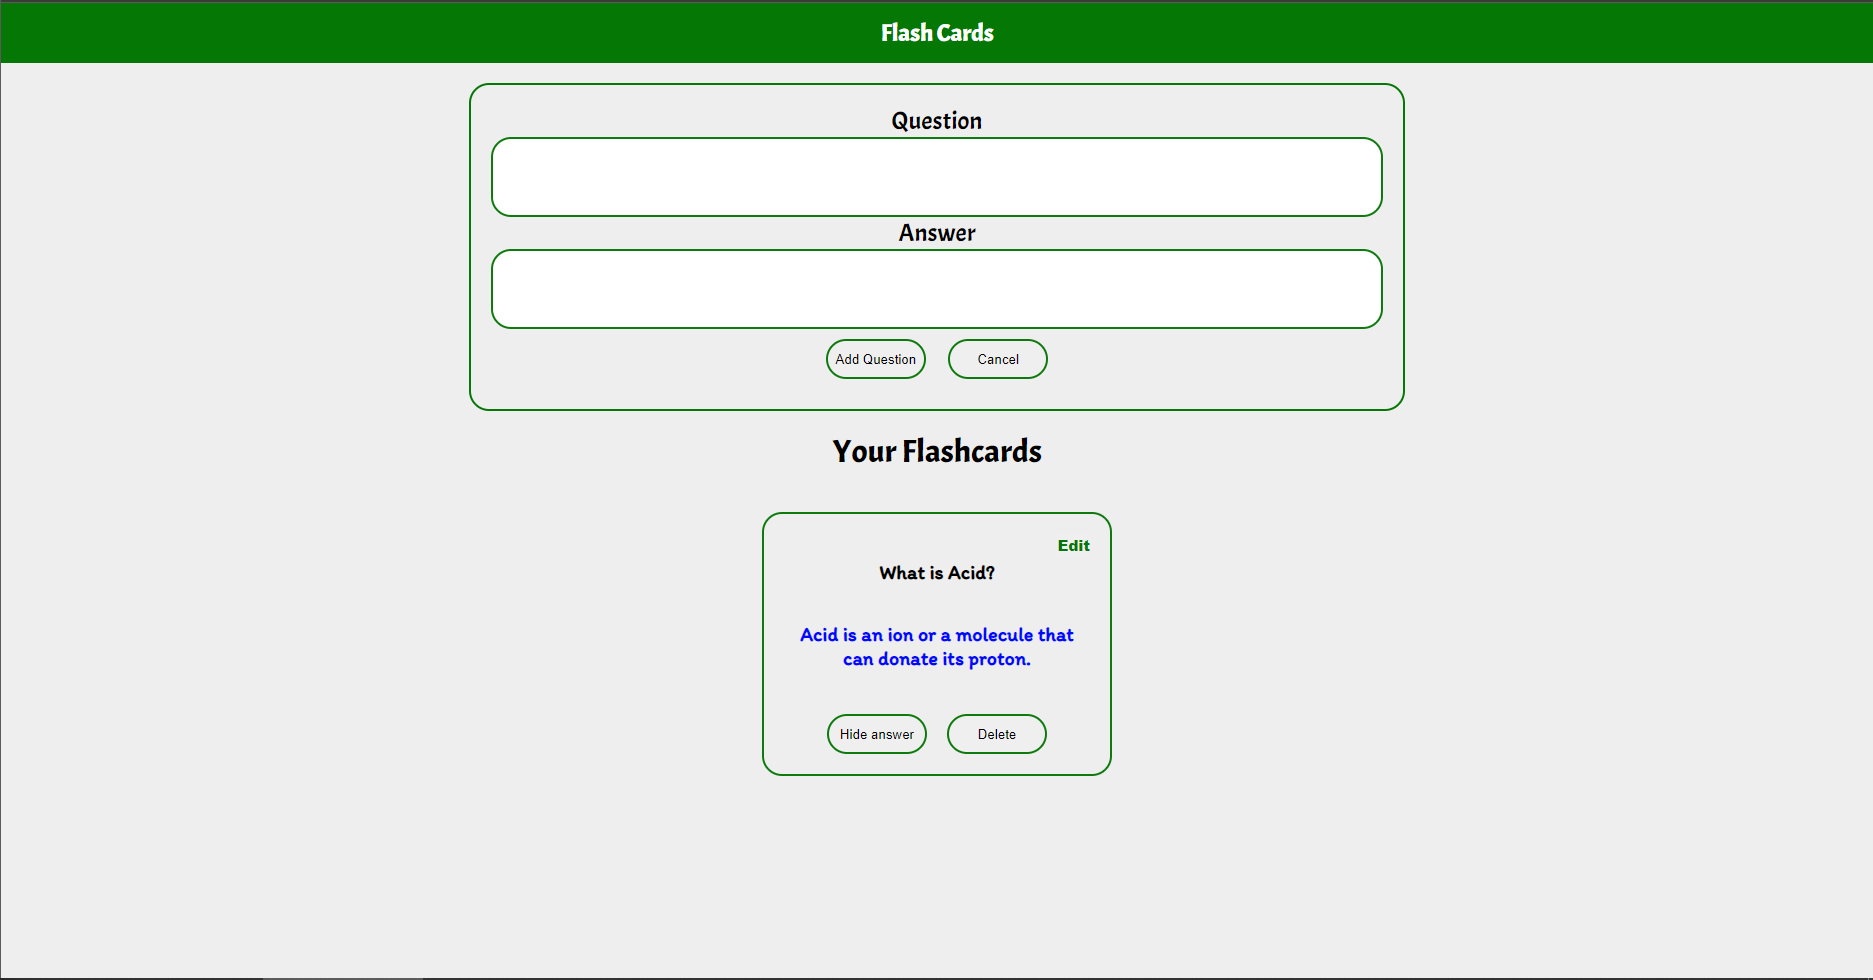 Flash Cards
Question
Answer
Add Question
Cancel
Your Flashcards
Edit
What is Acid?
Acid is an ion or a molecule that
can donate its proton.
Hide answer
Delete